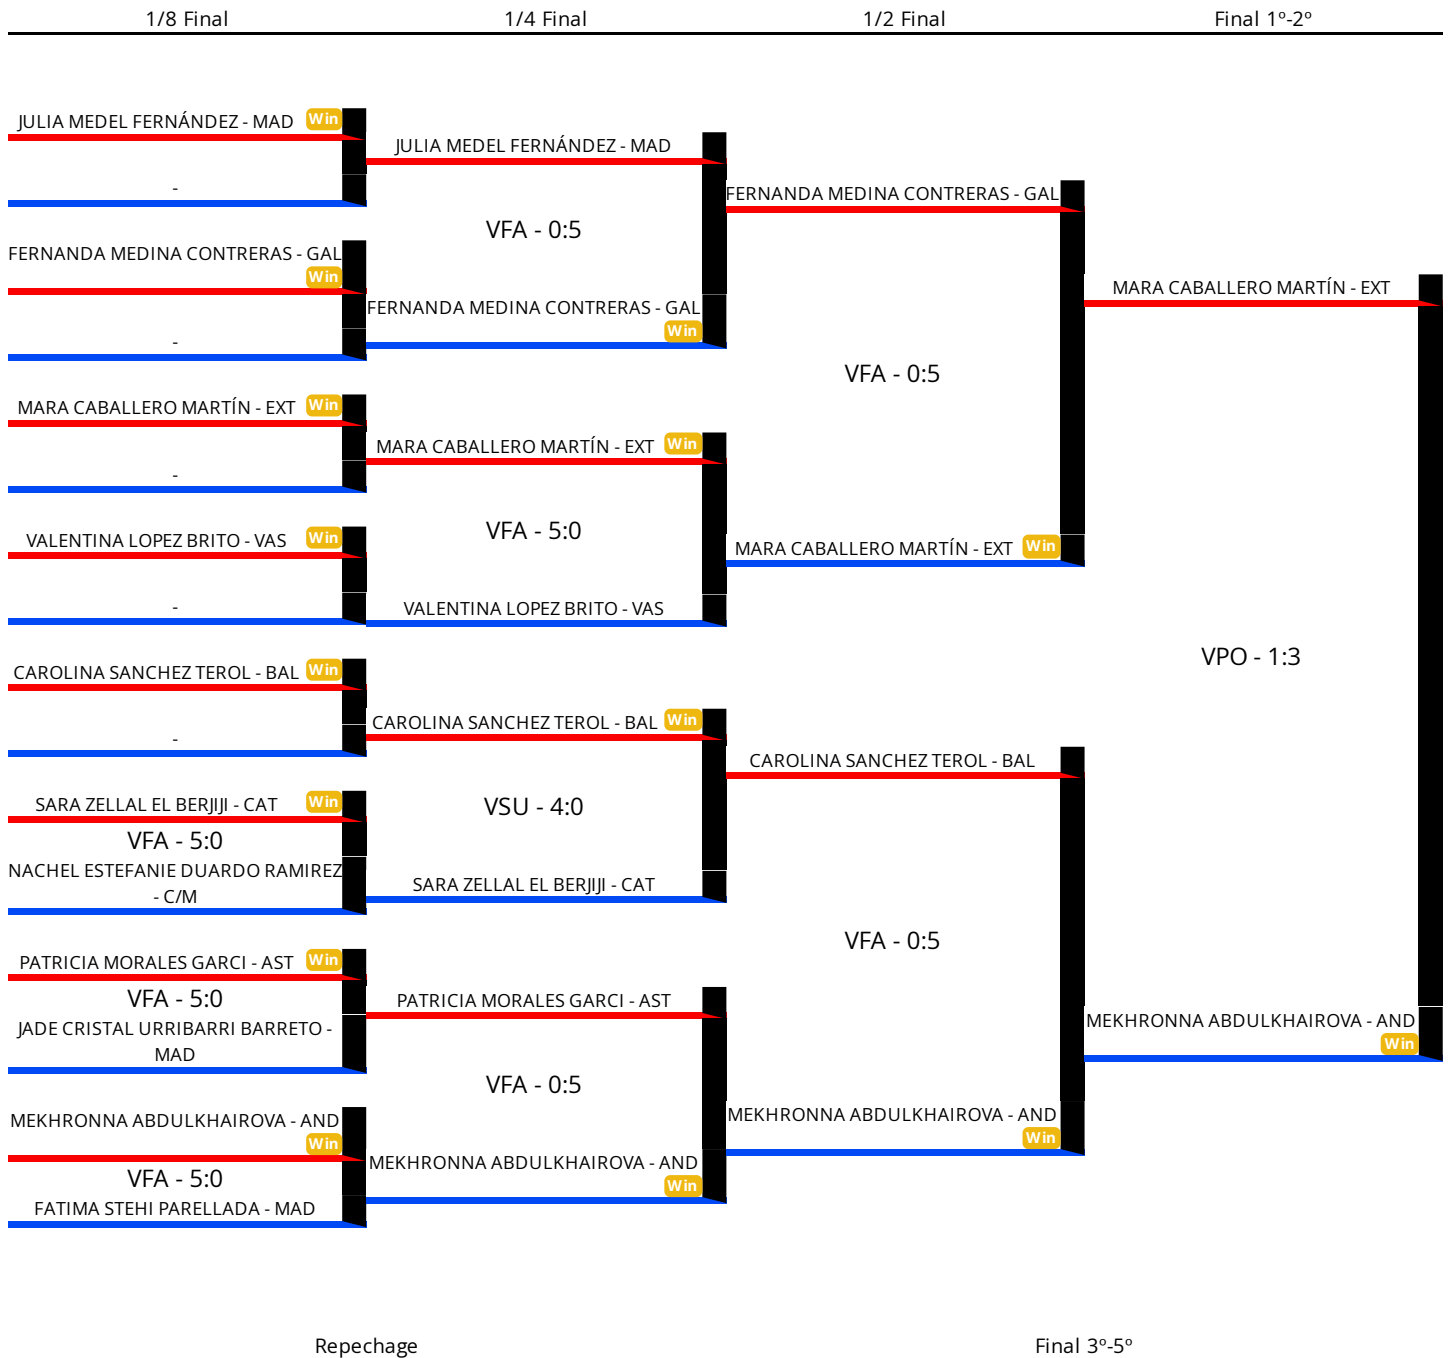 1/8 Final
1/4 Final
1/2 Final
Final 1º-2º
JULIA MEDEL FERNÁNDEZ - MAD Win
-
FERNANDA MEDINA CONTRERAS - GAL
Win
-
MARA CABALLERO MARTÍN - EXT Win
-
VALENTINA LOPEZ BRITO - VAS Win
-
CAROLINA SANCHEZ TEROL - BAL Win
-
SARA ZELLAL EL BERJIJI - CAT Win
VFA - 5:0
NACHEL ESTEFANIE DUARDO RAMIREZ
- C/M
PATRICIA MORALES GARCI - AST Win
VFA - 5:0
JADE CRISTAL URRIBARRI BARRETO -
MAD
MEKHRONNA ABDULKHAIROVA - AND
Win
VFA - 5:0
FATIMA STEHI PARELLADA - MAD
JULIA MEDEL FERNÁNDEZ - MAD
VFA - 0:5
FERNANDA MEDINA CONTRERAS - GAL
Win
MARA CABALLERO MARTÍN - EXT Win
VFA - 5:0
VALENTINA LOPEZ BRITO - VAS
CAROLINA SANCHEZ TEROL - BAL Win
VSU - 4:0
SARA ZELLAL EL BERJIJI - CAT
PATRICIA MORALES GARCI - AST
VFA - 0:5
MEKHRONNA ABDULKHAIROVA - AND
Win
FERNANDA MEDINA CONTRERAS - GAL
VFA - 0:5
MARA CABALLERO MARTÍN - EXT Win
CAROLINA SANCHEZ TEROL - BAL
VFA - 0:5
MEKHRONNA ABDULKHAIROVA - AND
Win
MARA CABALLERO MARTÍN - EXT
VPO - 1:3
MEKHRONNA ABDULKHAIROVA - AND
Win
Repechage
Final 3º-5º